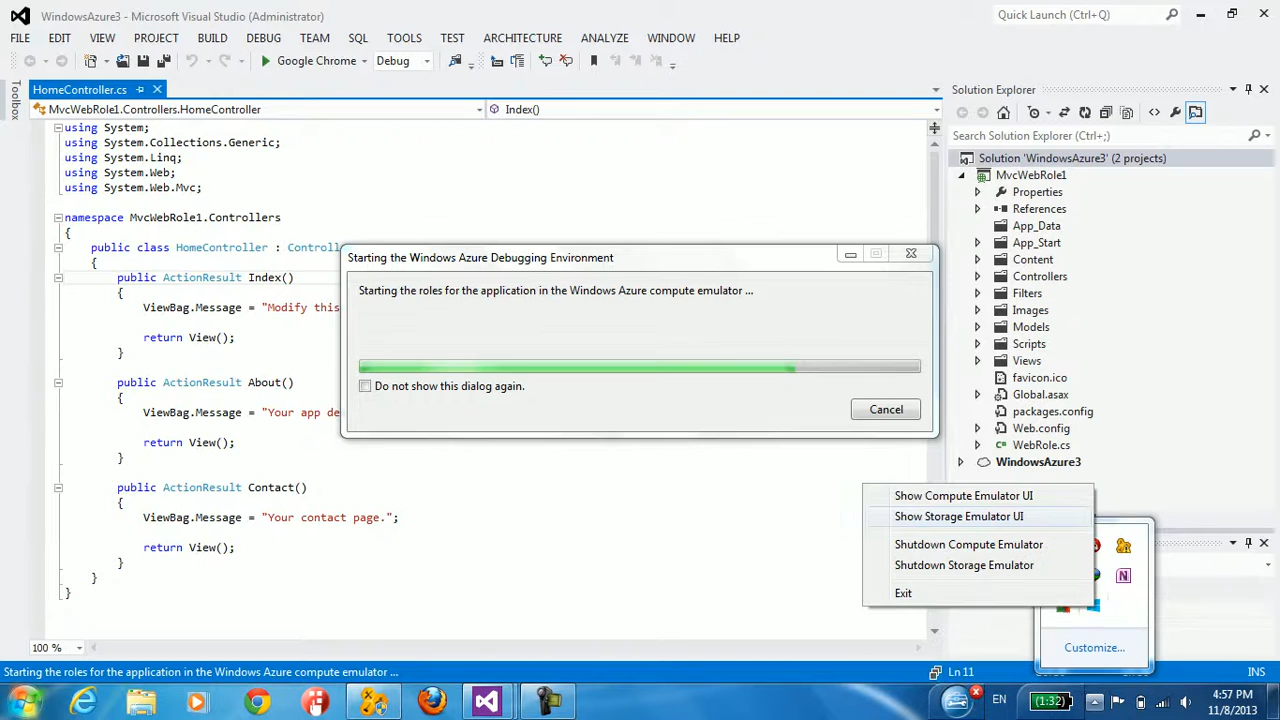 WindowsAzure3 - Microsoft Visual Studio (Administrator)
Quick Launch (Ctrl+Q)
FILE EDIT VIEW PROJECT BUILD DEBUG TEAM SQL TOOLS TEST ARCHITECTURE ANALYZE WINDOW HELP
Google Chrome Debug
Toolbox
HomeController.cs
Solution Explorer
MvcWebRole1.Controllers.HomeController
Index()
Search Solution Explorer (Ctrl+;)
using System;
using System.Collections.Generic;
using System.Linq;
using System.Web;
using System.Web.Mvc;
namespace MvcWebRole1.Controllers
{
public class HomeController : Controll
{
public ActionResult Index()
{
ViewBag.Message = "Modify this
return View();
}
public ActionResult About()
{
ViewBag.Message = "Your app de
return View();
}
public ActionResult Contact()
{
ViewBag.Message = "Your contact page.";
return View();
}
}
}
Starting the Windows Azure Debugging Environment
Starting the roles for the application in the Windows Azure compute emulator ...
Do not show this dialog again.
Cancel
Solution 'WindowsAzure3' (2 projects)
MvcWebRole1
Properties
References
App_Data
App_Start
Content
Controllers
Filters
Images
Models
Scripts
Views
favicon.ico
Global.asax
packages.config
Web.config
WebRole.cs
WindowsAzure3
Show Compute Emulator UI
Show Storage Emulator UI
Shutdown Compute Emulator
Shutdown Storage Emulator
Exit
Customize...
100 %
Starting the roles for the application in the Windows Azure compute emulator ...
Ln 11
INS
EN
(1:32)
4:57 PM
11/8/2013